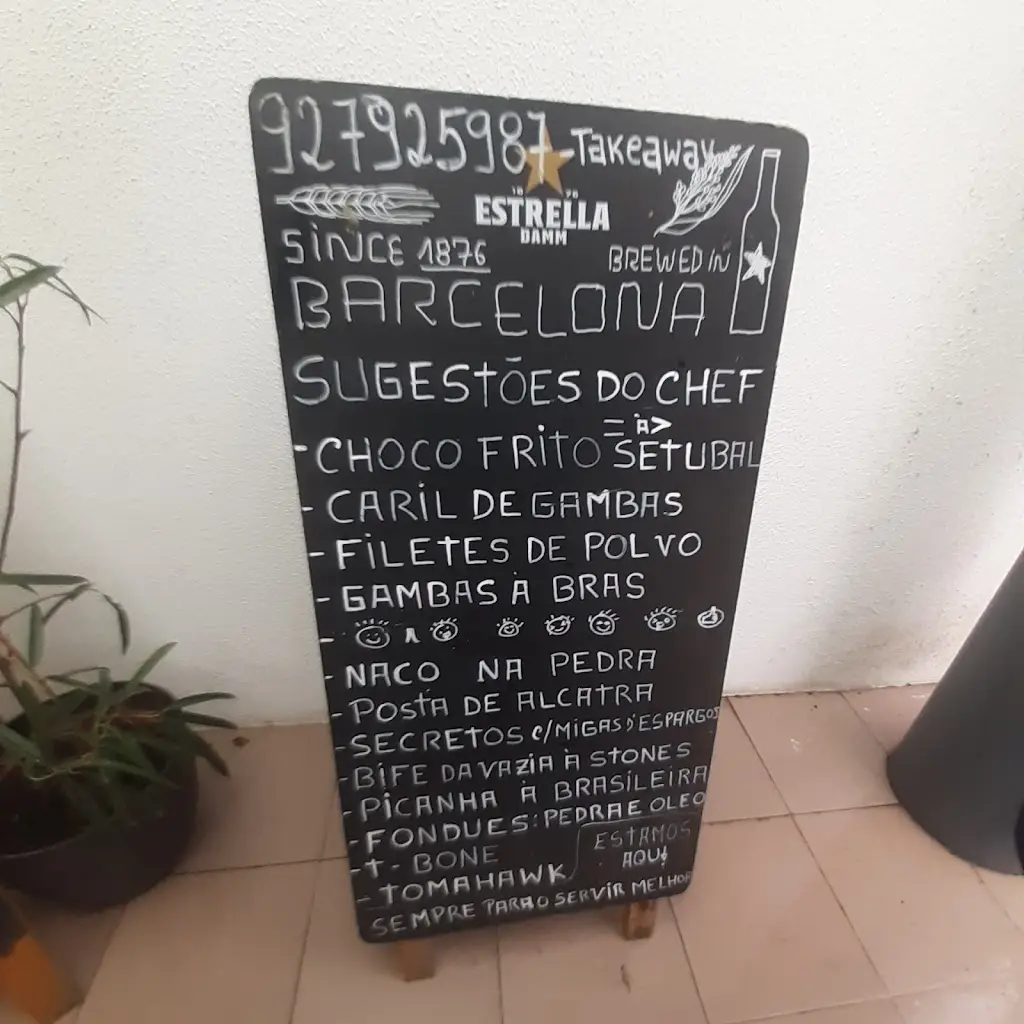 927925987-Takeaway
18 76
ESTRELLA
DAMM
SINCE 1876
BREWED IN
BARCELONA
SUGESTÕES DO CHEF
- CHOCO FRITO = à> SETUBAL
- CARIL DE GAMBAS
- FILETES DE POLVO
- GAMBAS À BRAS
- NACO NA PEDRA
- POSTA DE ALCATRA
- SECRETOS C/MIGAS D'ESPARGOS
- BIFE DA VAZIA À STONES
- PICANHA À BRASILEIRA
- FONDUES: PEDRA E OLEO
- T-BONE
- TOMAHAWK
ESTAMOS
AQUI
SEMPRE PARA O SERVIR MELHOR